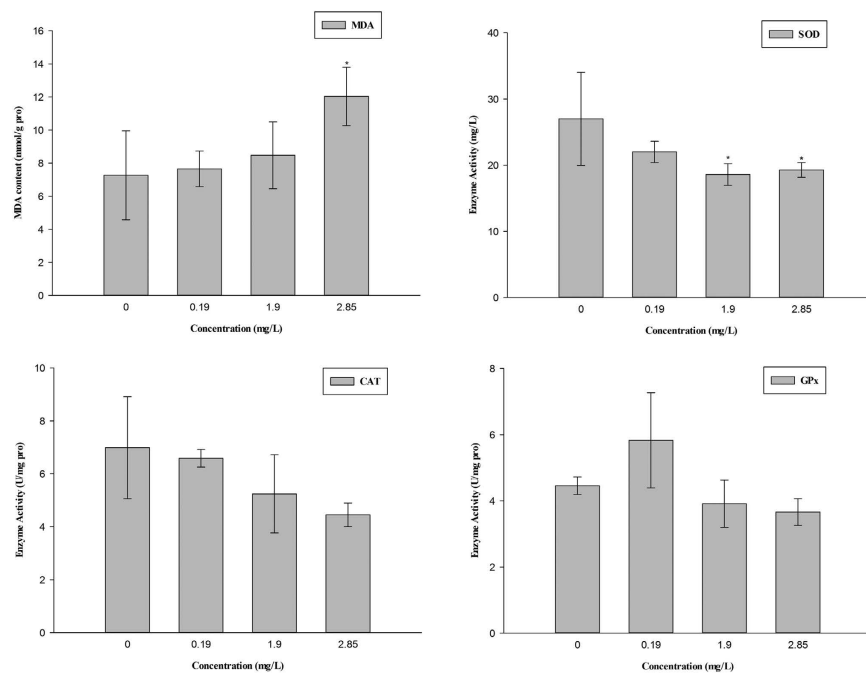 MDA
16
14
12
10
8
6
4
2
0
MDA content (mmol/g pro)
*
0 0.19 1.9 2.85
Concentration (mg/L)
SOD
40
30
20
10
0
Enzyme Activity (mg/L)
* *
0 0.19 1.9 2.85
Concentration (mg/L)
CAT
10
8
6
4
2
0
Enzyme Activity (U/mg pro)
0 0.19 1.9 2.85
Concentration (mg/L)
GPx
8
6
4
2
0
Enzyme Activity (U/mg pro)
0 0.19 1.9 2.85
Concentration (mg/L)